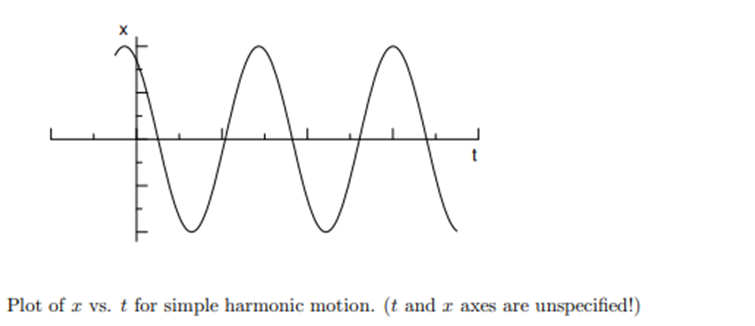 x
t
Plot of x vs. t for simple harmonic motion. (t and x axes are unspecified!)